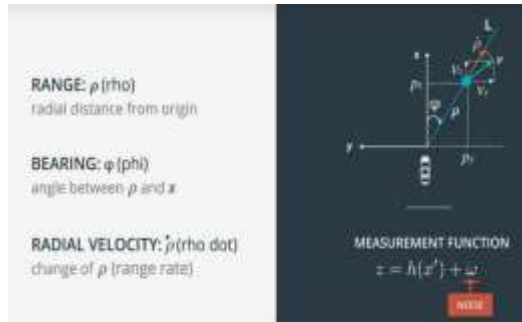 RANGE: ρ (rho)
radial distance from origin
BEARING: φ (phi)
angle between ρ and x
RADIAL VELOCITY: ρ̇ (rho dot)
change of ρ (range rate)
L
x
ρ̇
v
φ
ρ
y
MEASUREMENT FUNCTION
z = h(x') + ω
NOISE